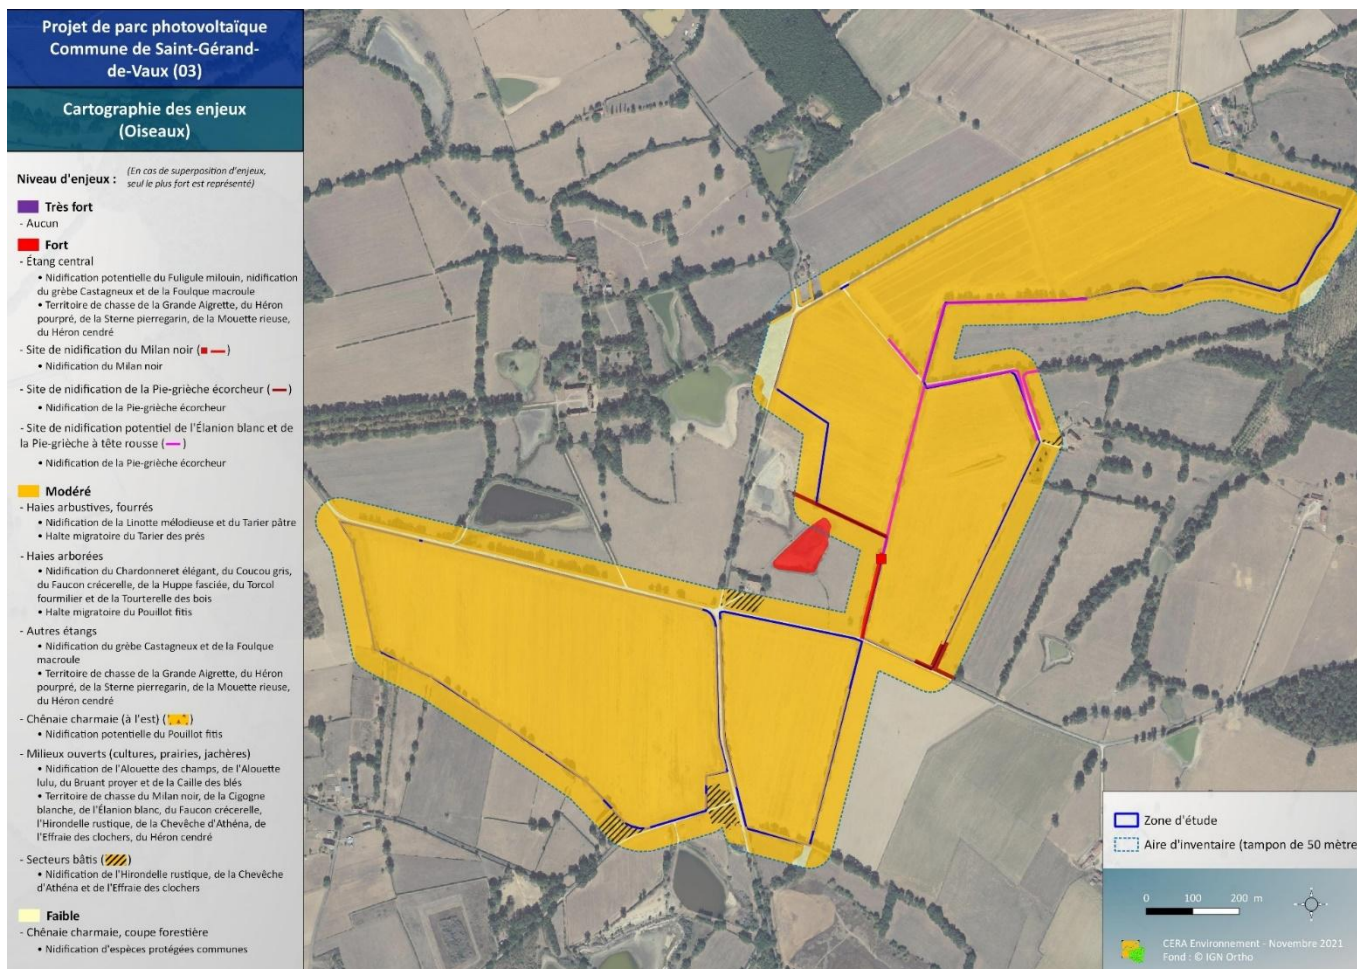 Projet de parc photovoltaïque
Commune de Saint-Gérand-
de-Vaux (03)
Cartographie des enjeux
(Oiseaux)
Niveau d'enjeux :
(En cas de superposition d'enjeux,
seul le plus fort est représenté)
Très fort
- Aucun
Fort
- Étang central
• Nidification potentielle du Fuligule milouin, nidification
du grèbe Castagneux et de la Foulque macroule
• Territoire de chasse de la Grande Aigrette, du Héron
pourpré, de la Sterne pierregarin, de la Mouette rieuse,
du Héron cendré
- Site de nidification du Milan noir ( )
• Nidification du Milan noir
- Site de nidification de la Pie-grièche écorcheur ( )
• Nidification de la Pie-grièche écorcheur
- Site de nidification potentiel de l'Élanion blanc et de
la Pie-grièche à tête rousse ( )
• Nidification de la Pie-grièche écorcheur
Modéré
- Haies arbustives, fourrés
• Nidification de la Linotte mélodieuse et du Tarier pâtre
• Halte migratoire du Tarier des prés
- Haies arborées
• Nidification du Chardonneret élégant, du Coucou gris,
du Faucon crécerelle, de la Huppe fasciée, du Torcol
fourmilier et de la Tourterelle des bois
• Halte migratoire du Pouillot fitis
- Autres étangs
• Nidification du grèbe Castagneux et de la Foulque
macroule
• Territoire de chasse de la Grande Aigrette, du Héron
pourpré, de la Sterne pierregarin, de la Mouette rieuse,
du Héron cendré
- Chênaie charmaie (à l'est) ( )
• Nidification potentielle du Pouillot fitis
- Milieux ouverts (cultures, prairies, jachères)
• Nidification de l'Alouette des champs, de l'Alouette
lulu, du Bruant proyer et de la Caille des blés
• Territoire de chasse du Milan noir, de la Cigogne
blanche, de l'Élanion blanc, du Faucon crécerelle,
l'Hirondelle rustique, de la Chevêche d'Athéna, de
l'Effraie des clochers, du Héron cendré
- Secteurs bâtis ( )
• Nidification de l'Hirondelle rustique, de la Chevêche
d'Athéna et de l'Effraie des clochers
Faible
- Chênaie charmaie, coupe forestière
• Nidification d'espèces protégées communes
Zone d'étude
Aire d'inventaire (tampon de 50 mètre
0 100 200 m
CERA Environnement - Novembre 2021
Fond : © IGN Ortho